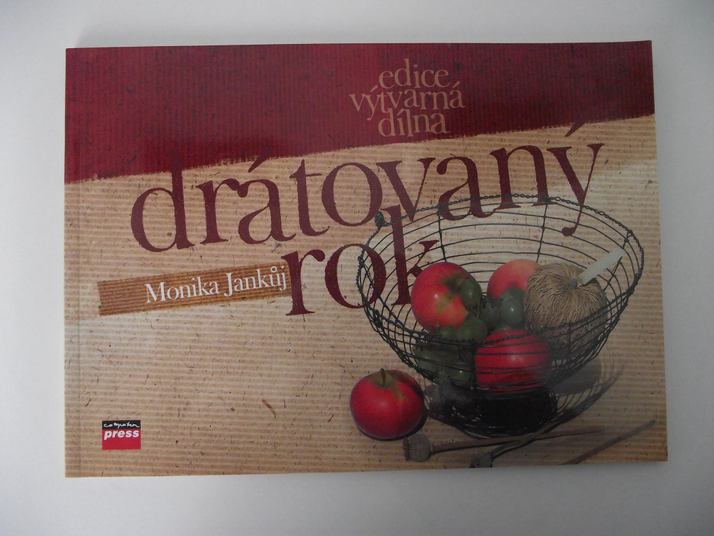 edice
výtvarná
dílna
drátovaný
rok
Monika Jankůj
computer
press